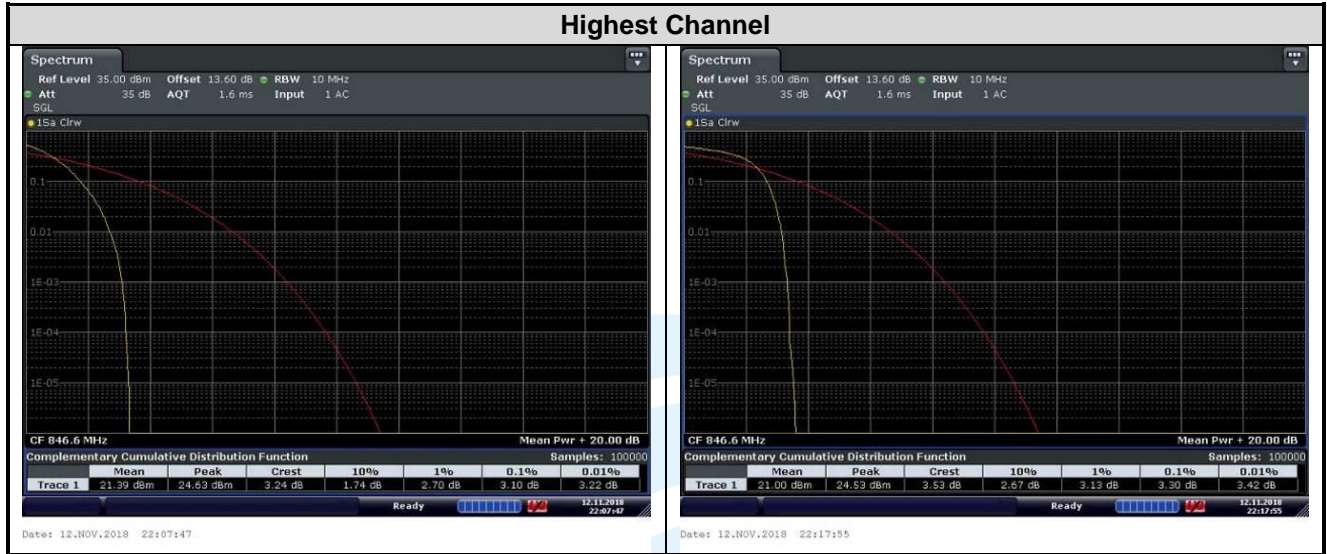 Highest Channel
Spectrum
Ref Level 35.00 dBm Offset 13.60 dB RBW 10 MHz
Att 35 dB AQT 1.6 ms Input 1 AC
SGL
1Sa Clrw
0.1
0.01
1E-03
1E-04
1E-05
CF 846.6 MHz Mean Pwr + 20.00 dB
Complementary Cumulative Distribution Function Samples: 100000
Mean Peak Crest 10% 1% 0.1% 0.01%
Trace 1 21.39 dBm 24.63 dBm 3.24 dB 1.74 dB 2.70 dB 3.10 dB 3.22 dB
Ready 12.11.2018
22:07:47
Date: 12.NOV.2018 22:07:47
Spectrum
Ref Level 35.00 dBm Offset 13.60 dB RBW 10 MHz
Att 35 dB AQT 1.6 ms Input 1 AC
SGL
1Sa Clrw
0.1
0.01
1E-03
1E-04
1E-05
CF 846.6 MHz Mean Pwr + 20.00 dB
Complementary Cumulative Distribution Function Samples: 100000
Mean Peak Crest 10% 1% 0.1% 0.01%
Trace 1 21.00 dBm 24.53 dBm 3.53 dB 2.67 dB 3.13 dB 3.30 dB 3.42 dB
Ready 12.11.2018
22:17:55
Date: 12.NOV.2018 22:17:55